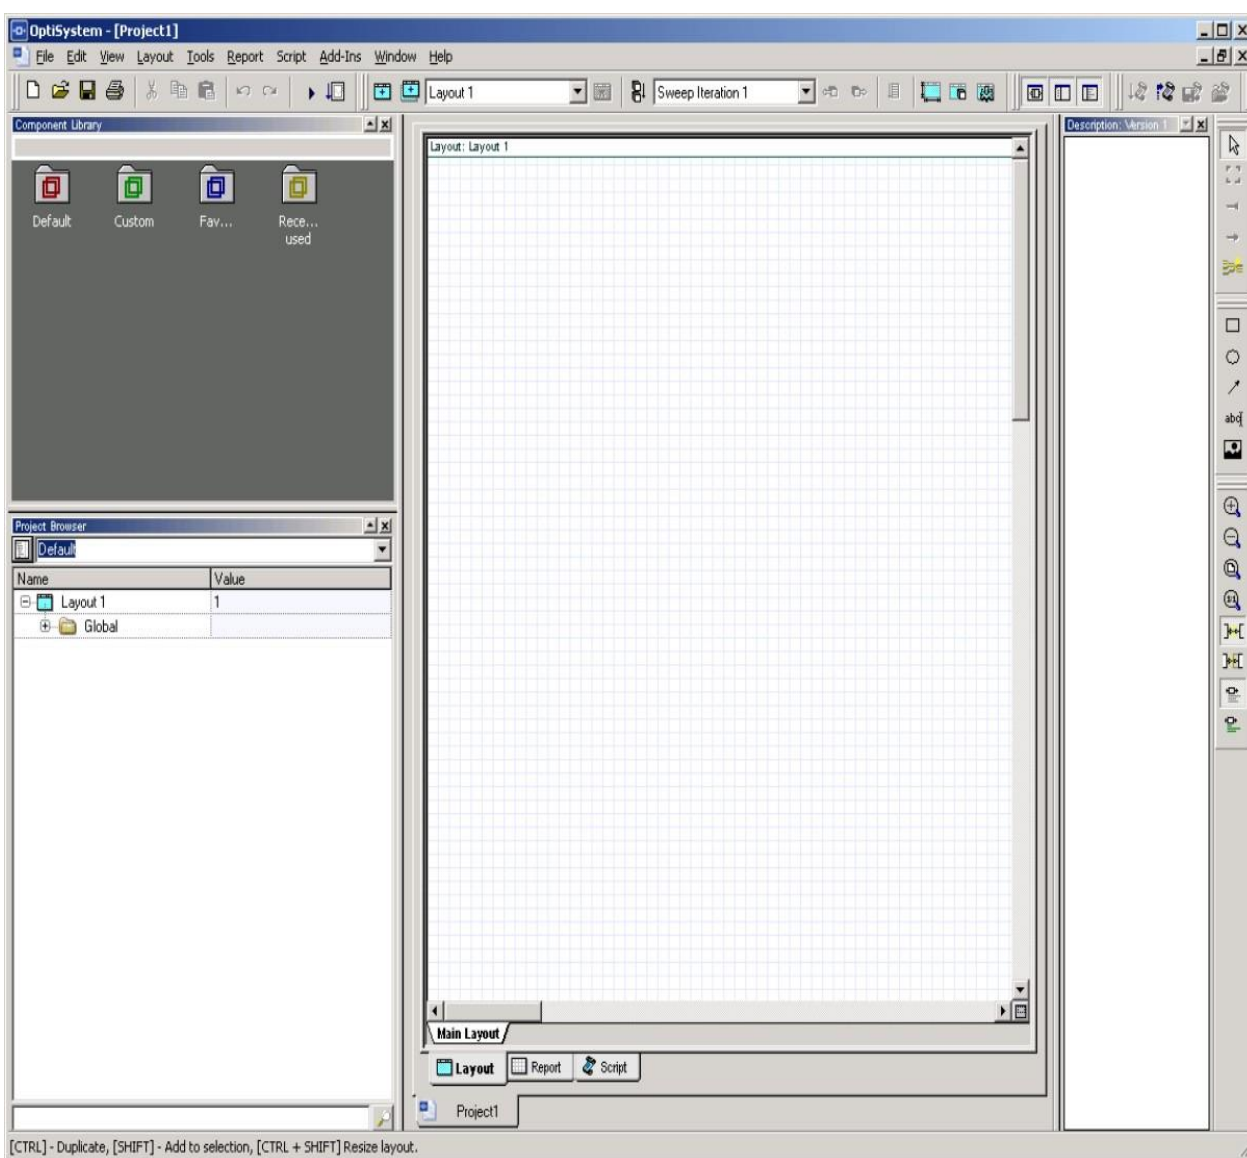 OptiSystem - [Project1]
File Edit View Layout Tools Report Script Add-Ins Window Help
Layout 1
Sweep Iteration 1
Component Library
Default
Custom
Fav...
Rece...
used
Project Browser
Default
Name Value
Layout 1 1
Global
Layout: Layout 1
Main Layout
Layout Report Script
Project1
Description: Version 1
abc
[CTRL] - Duplicate, [SHIFT] - Add to selection, [CTRL + SHIFT] Resize layout.